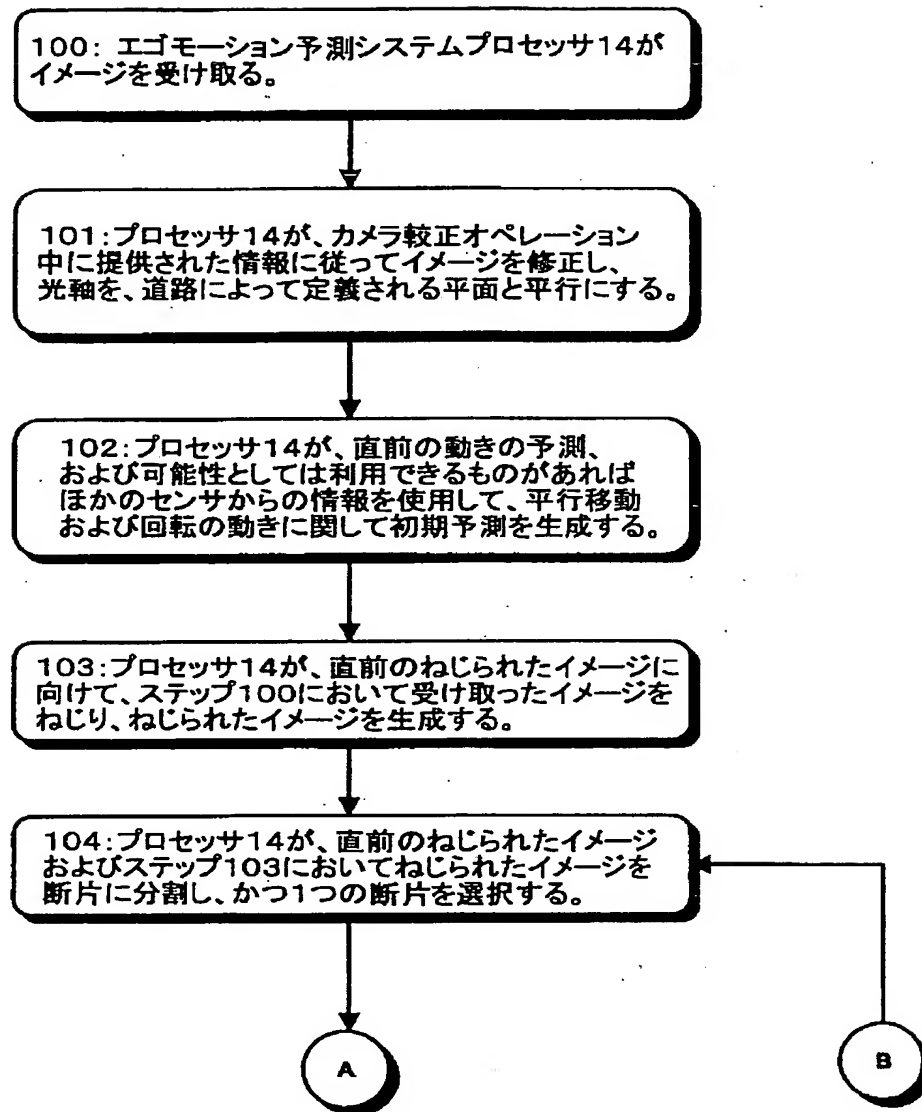 100: エゴモーション予測システムプロセッサ14が
イメージを受け取る。
101:プロセッサ14が、カメラ較正オペレーション
中に提供された情報に従ってイメージを修正し、
光軸を、道路によって定義される平面と平行にする。
102:プロセッサ14が、直前の動きの予測、
および可能性としては利用できるものがあれば
ほかのセンサからの情報を使用して、平行移動
および回転の動きに関して初期予測を生成する。
103:プロセッサ14が、直前のねじられたイメージに
向けて、ステップ100において受け取ったイメージを
ねじり、ねじられたイメージを生成する。
104:プロセッサ14が、直前のねじられたイメージ
およびステップ103においてねじられたイメージを
断片に分割し、かつ1つの断片を選択する。
A
B